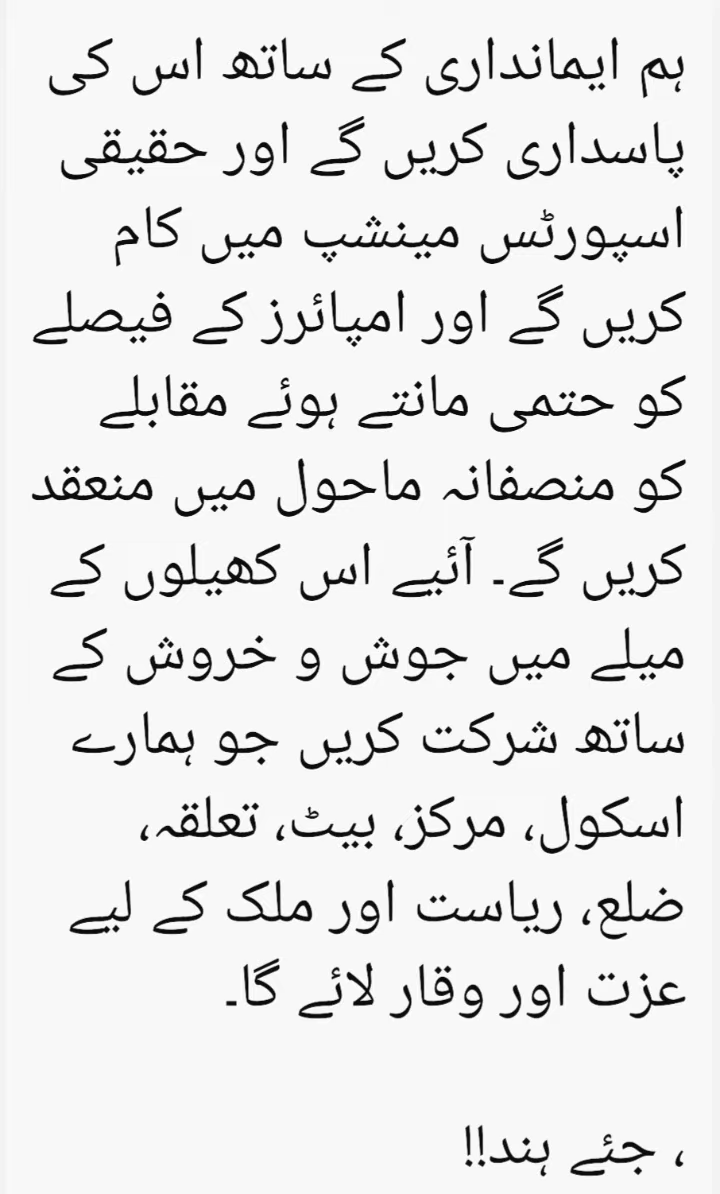 ہم ایمانداری کے ساتھ اس کی
پاسداری کریں گے اور حقیقی
اسپورٹس مینشپ میں کام
کریں گے اور امپائرز کے فیصلے
کو حتمی مانتے ہوئے مقابلے
کو منصفانہ ماحول میں منعقد
کریں گے۔ آئیے اس کھیلوں کے
میلے میں جوش و خروش کے
ساتھ شرکت کریں جو ہمارے
اسکول، مرکز، بیٹ، تعلقہ،
ضلع، ریاست اور ملک کے لیے
عزت اور وقار لائے گا۔
، جئے ہند!!